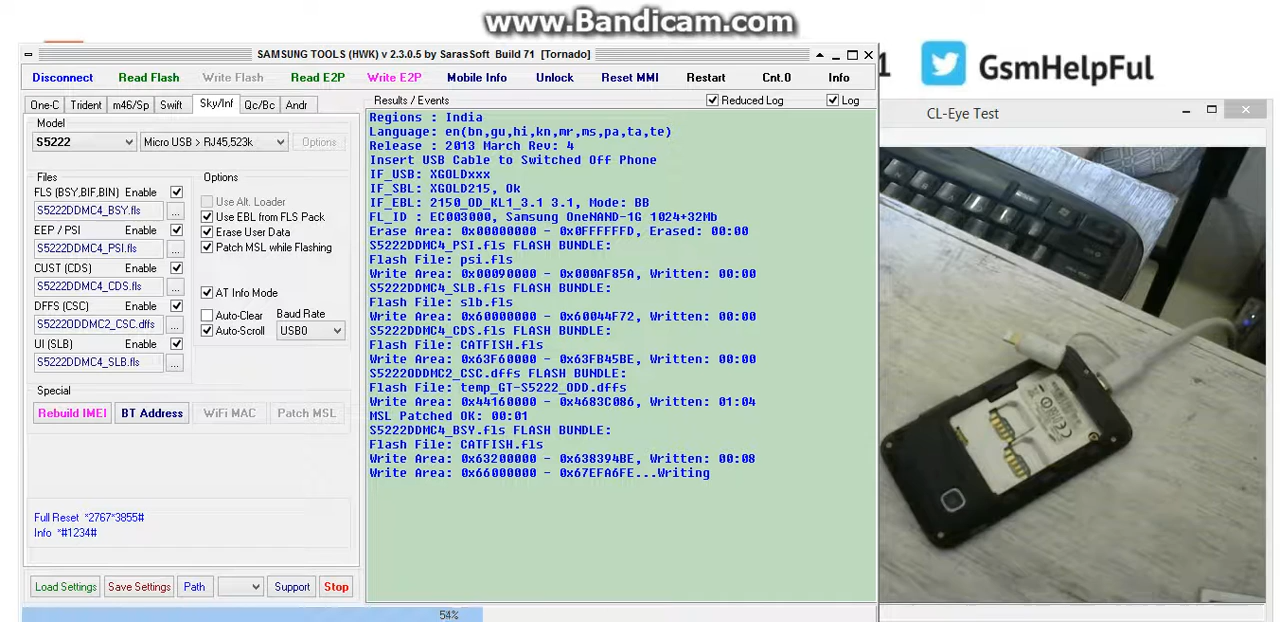 www.Bandicam.com
SAMSUNG TOOLS (HWK) v 2.3.0.5 by SarasSoft Build 71 [Tornado]
1
GsmHelpFul
Disconnect Read Flash Write Flash Read E2P Write E2P Mobile Info Unlock Reset MMI Restart Cnt.0 Info
One-C Trident m46/Sp Swift Sky/Inf Qc/Bc Andr
Model
S5222 Micro USB > RJ45,523k Options
Files
FLS (BSY,BIF,BIN) Enable
S5222DDMC4_BSY.fls ...
EEP / PSI Enable
S5222DDMC4_PSI.fls ...
CUST (CDS) Enable
S5222DDMC4_CDS.fls ...
DFFS (CSC) Enable
S5222ODDMC2_CSC.dffs ...
UI (SLB) Enable
S5222DDMC4_SLB.fls ...
Options
Use Alt. Loader
Use EBL from FLS Pack
Erase User Data
Patch MSL while Flashing
AT Info Mode
Auto-Clear Baud Rate
Auto-Scroll USB0
Special
Rebuild IMEI BT Address WiFi MAC Patch MSL
Full Reset *2767*3855#
Info *#1234#
Load Settings Save Settings Path Support Stop
54%
Results / Events Reduced Log Log
Regions : India
Language: en(bn,gu,hi,kn,mr,ms,pa,ta,te)
Release : 2013 March Rev: 4
Insert USB Cable to Switched Off Phone
IF_USB: XGOLDxxx
IF_SBL: XGOLD215, Ok
IF_EBL: 2150_OD_KL1_3.1 3.1, Mode: BB
FL_ID : EC003000, Samsung OneNAND-1G 1024+32Mb
Erase Area: 0x00000000 - 0x0FFFFFFD, Erased: 00:00
S5222DDMC4_PSI.fls FLASH BUNDLE:
Flash File: psi.fls
Write Area: 0x00090000 - 0x000AF85A, Written: 00:00
S5222DDMC4_SLB.fls FLASH BUNDLE:
Flash File: slb.fls
Write Area: 0x60000000 - 0x60044F72, Written: 00:00
S5222DDMC4_CDS.fls FLASH BUNDLE:
Flash File: CATFISH.fls
Write Area: 0x63F60000 - 0x63FB45BE, Written: 00:00
S5222ODDMC2_CSC.dffs FLASH BUNDLE:
Flash File: temp_GT-S5222_ODD.dffs
Write Area: 0x44160000 - 0x4683C086, Written: 01:04
MSL Patched OK: 00:01
S5222DDMC4_BSY.fls FLASH BUNDLE:
Flash File: CATFISH.fls
Write Area: 0x63200000 - 0x638394BE, Written: 00:08
Write Area: 0x66000000 - 0x67EFA6FE...Writing
CL-Eye Test